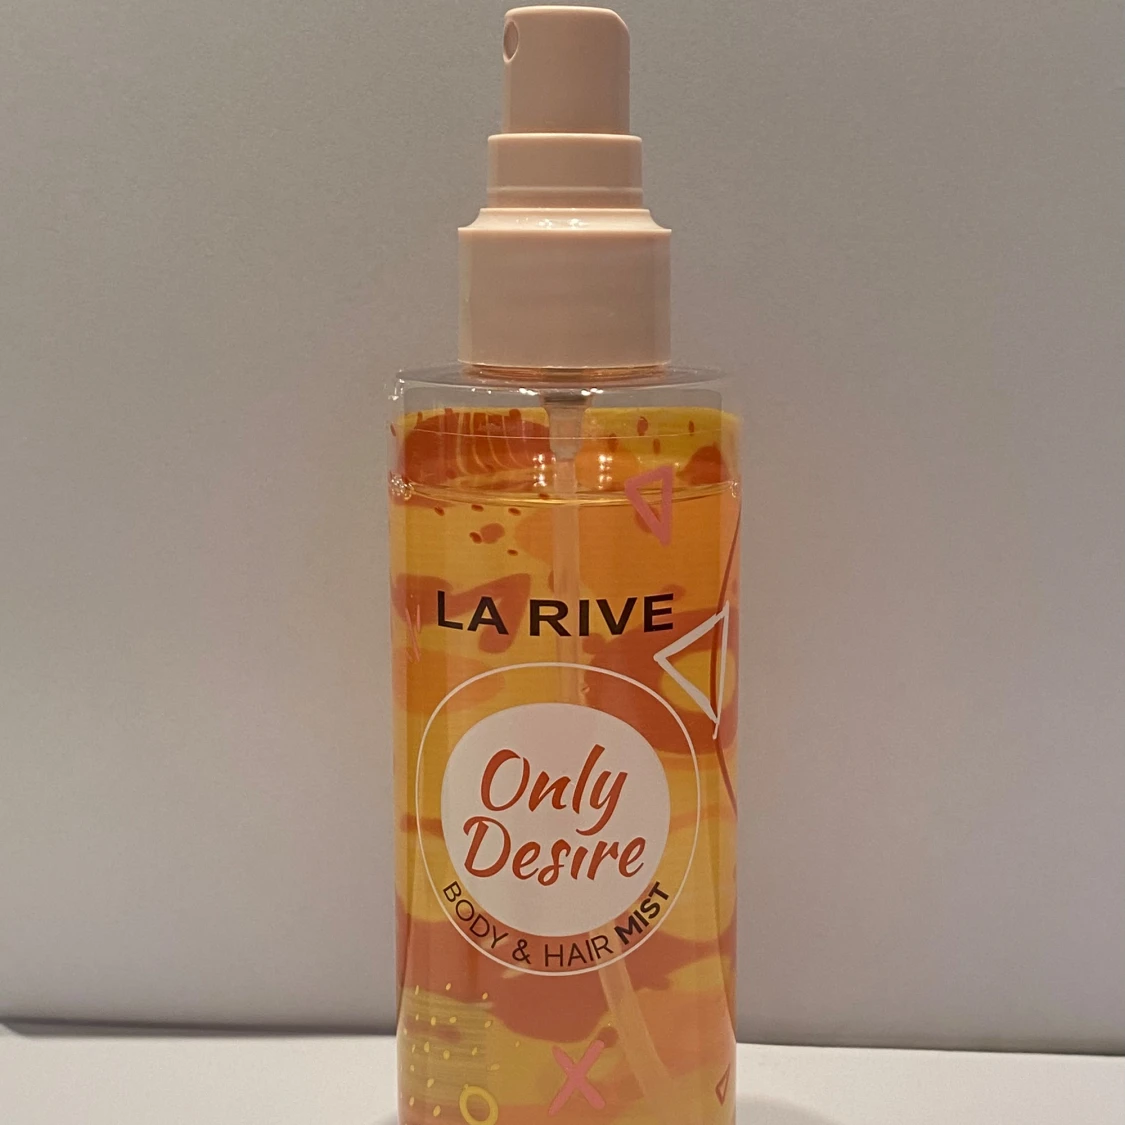 LA RIVE
Only
Desire
BODY & HAIR MIST